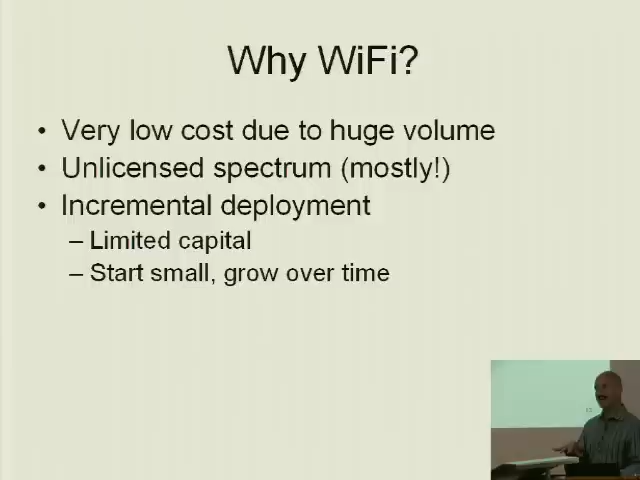 Why WiFi?
• Very low cost due to huge volume
• Unlicensed spectrum (mostly!)
• Incremental deployment
– Limited capital
– Start small, grow over time